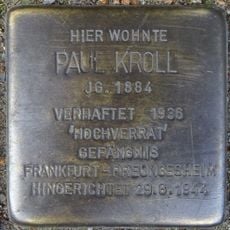 HIER WOHNTE
PAUL KROLL
JG. 1884
VERHAFTET 1936
"HOCHVERRAT"
GEFÄNGNIS
FRANKFURT-PREUNGESHEIM
HINGERICHTET 29.6.1944